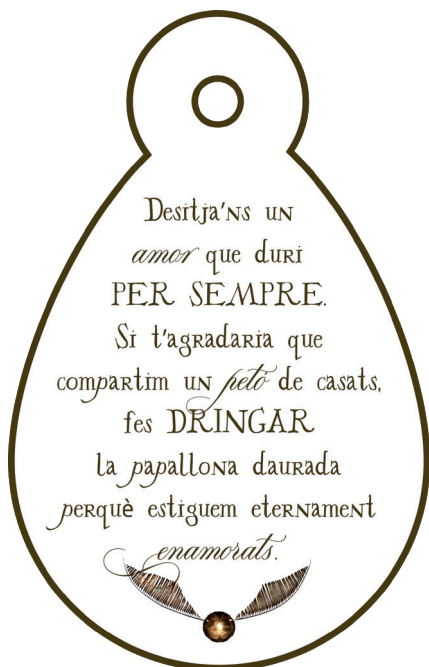 Desitja'ns un
amor que duri
PER SEMPRE.
Si t'agradaria que
compartim un petó de casats,
fes DRINGAR
la papallona daurada
perquè estiguem eternament
enamorats.